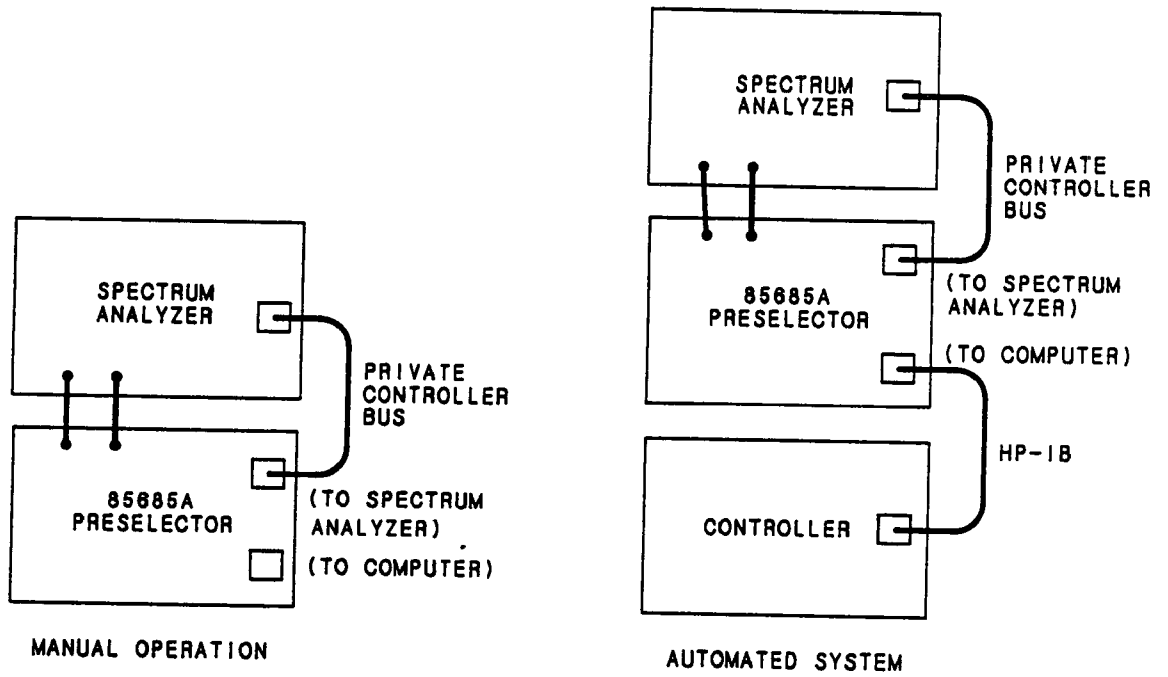 SPECTRUM
ANALYZER
PRIVATE
CONTROLLER
BUS
85685A
PRESELECTOR
(TO SPECTRUM
ANALYZER)
(TO COMPUTER)
MANUAL OPERATION
SPECTRUM
ANALYZER
PRIVATE
CONTROLLER
BUS
85685A
PRESELECTOR
(TO SPECTRUM
ANALYZER)
(TO COMPUTER)
HP-IB
CONTROLLER
AUTOMATED SYSTEM